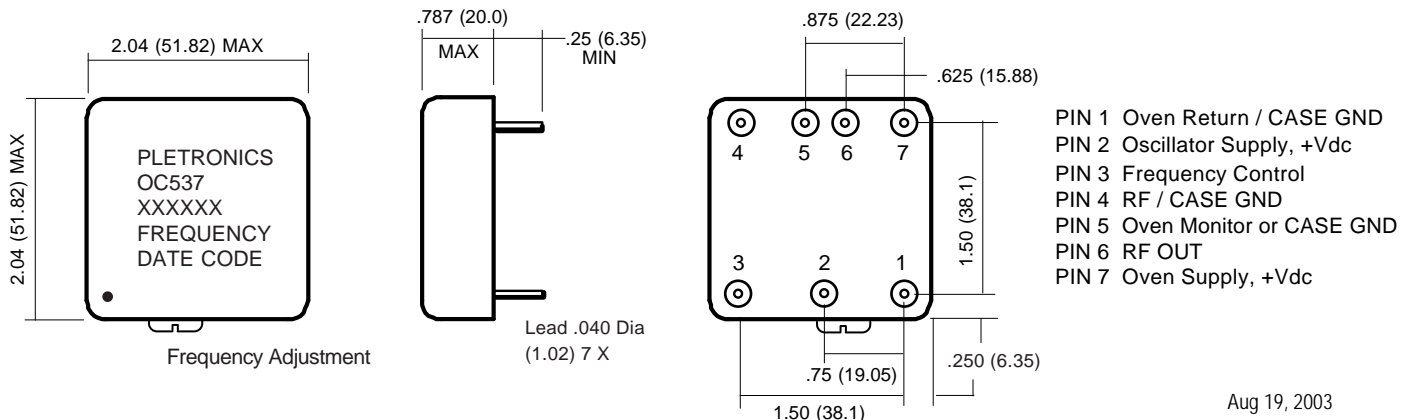 2.04 (51.82) MAX
2.04 (51.82) MAX
PLETRONICS
OC537
XXXXXX
FREQUENCY
DATE CODE
Frequency Adjustment
.787 (20.0)
MAX
.25 (6.35)
MIN
Lead .040 Dia
(1.02) 7 X
.875 (22.23)
.625 (15.88)
4 5 6 7
3 2 1
1.50 (38.1)
.75 (19.05)
.250 (6.35)
1.50 (38.1)
PIN 1 Oven Return / CASE GND
PIN 2 Oscillator Supply, +Vdc
PIN 3 Frequency Control
PIN 4 RF / CASE GND
PIN 5 Oven Monitor or CASE GND
PIN 6 RF OUT
PIN 7 Oven Supply, +Vdc
Aug 19, 2003